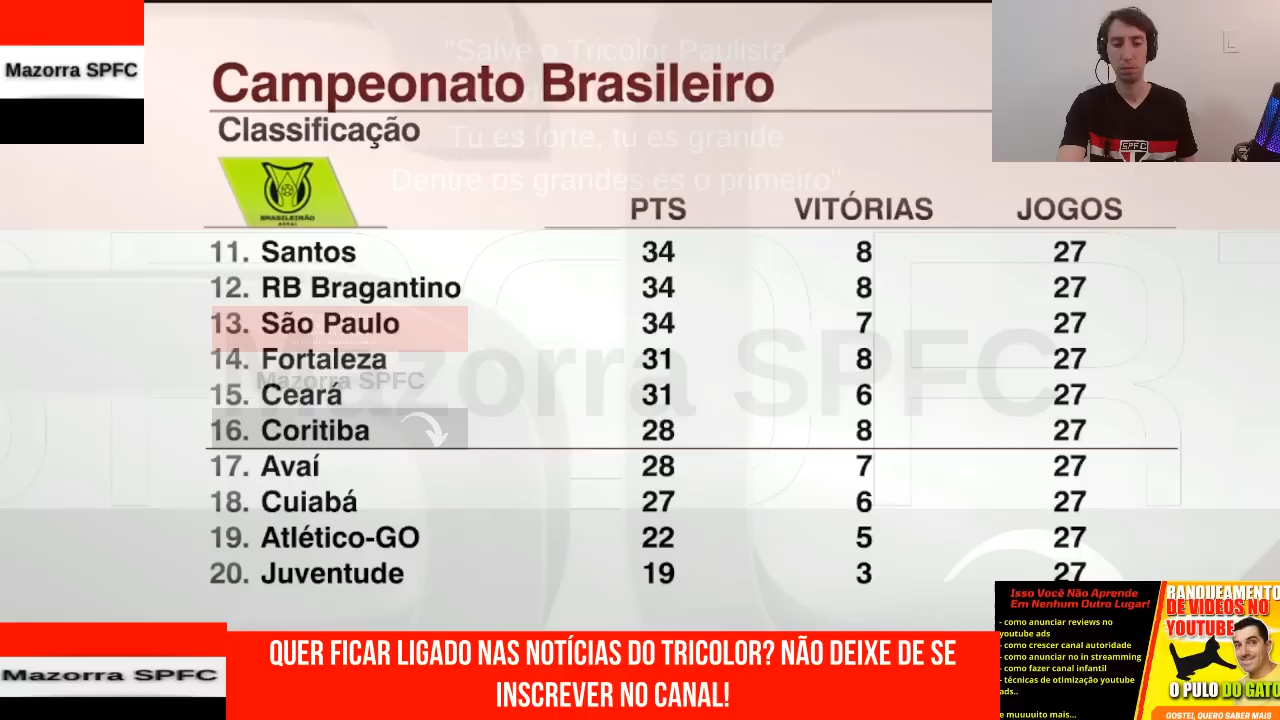 Mazorra SPFC
"Salve o Tricolor Paulista
Campeonato Brasileiro
Classificação
Tu es forte, tu es grande
Dentre os grandes es o primeiro"
BRASILEIRÃO
PTS VITÓRIAS JOGOS
11. Santos 34 8 27
12. RB Bragantino 34 8 27
13. São Paulo 34 7 27
14. Fortaleza 31 8 27
15. Ceará 31 6 27
16. Coritiba 28 8 27
17. Avaí 28 7 27
18. Cuiabá 27 6 27
19. Atlético-GO 22 5 27
20. Juventude 19 3 27
Mazorra SPFC
Mazorra SPFC
SPFC
Mazorra SPFC
QUER FICAR LIGADO NAS NOTÍCIAS DO TRICOLOR? NÃO DEIXE DE SE
INSCREVER NO CANAL!
Isso Você Não Aprende
Em Nenhum Outro Lugar!
- como anunciar reviews no
youtube ads
- como crescer canal autoridade
- como anunciar no in streamming
- como fazer canal infantil
- técnicas de otimização youtube
ads..
e muuuuito mais...
RANQUEAMENTO
DE VIDEOS NO
YOUTUBE
O PULO DO GATO
GOSTEI, QUERO SABER MAIS